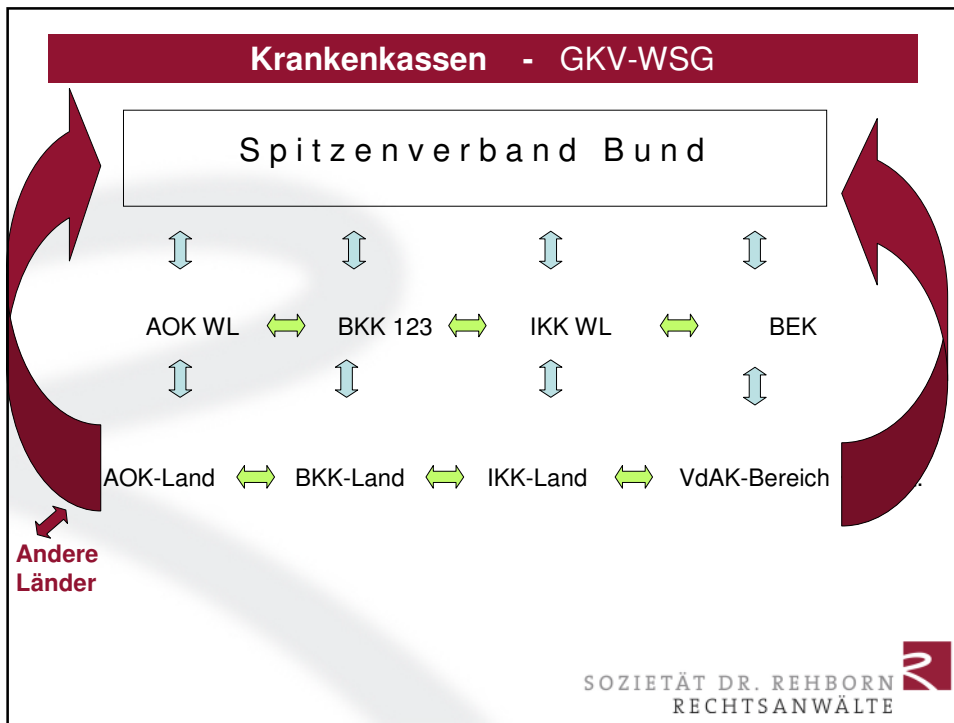 Krankenkassen - GKV-WSG
Spitzenverband Bund
AOK WL BKK 123 IKK WL BEK
AOK-Land BKK-Land IKK-Land VdAK-Bereich
Andere
Länder
SOZIETÄT DR. REHBORN
RECHTSANWÄLTE